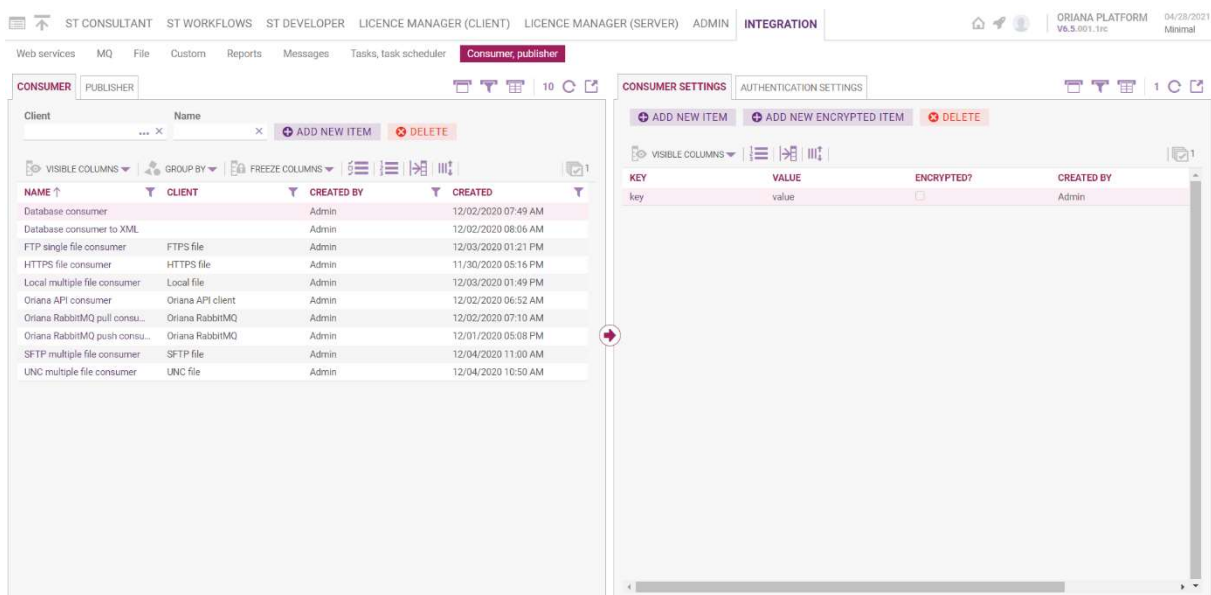 ST CONSULTANT ST WORKFLOWS ST DEVELOPER LICENCE MANAGER (CLIENT) LICENCE MANAGER (SERVER) ADMIN INTEGRATION ORIANA PLATFORM 04/28/2021
V6.5.001.1rc Minimal
Web services MQ File Custom Reports Messages Tasks, task scheduler Consumer, publisher
CONSUMER PUBLISHER 10
Client Name
... × × ADD NEW ITEM DELETE
VISIBLE COLUMNS GROUP BY FREEZE COLUMNS 1
NAME ↑ CLIENT CREATED BY CREATED
Database consumer Admin 12/02/2020 07:49 AM
Database consumer to XML Admin 12/02/2020 08:06 AM
FTP single file consumer FTPS file Admin 12/03/2020 01:21 PM
HTTPS file consumer HTTPS file Admin 11/30/2020 05:16 PM
Local multiple file consumer Local file Admin 12/03/2020 01:49 PM
Oriana API consumer Oriana API client Admin 12/02/2020 06:52 AM
Oriana RabbitMQ pull consu... Oriana RabbitMQ Admin 12/02/2020 07:10 AM
Oriana RabbitMQ push consu... Oriana RabbitMQ Admin 12/01/2020 05:08 PM
SFTP multiple file consumer SFTP file Admin 12/04/2020 11:00 AM
UNC multiple file consumer UNC file Admin 12/04/2020 10:50 AM
CONSUMER SETTINGS AUTHENTICATION SETTINGS 1
ADD NEW ITEM ADD NEW ENCRYPTED ITEM DELETE
VISIBLE COLUMNS 1
KEY VALUE ENCRYPTED? CREATED BY
key value Admin